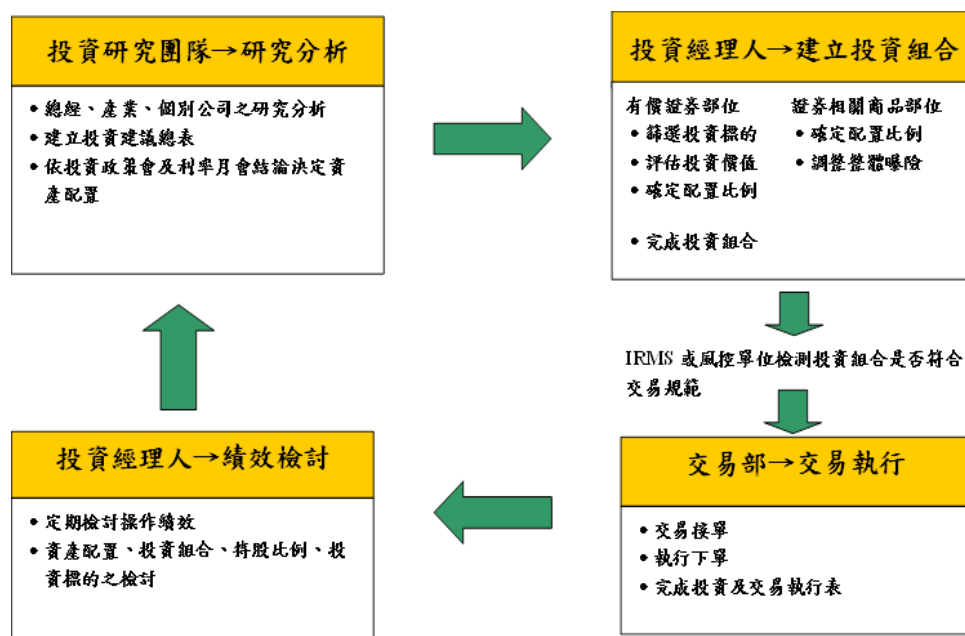 投資研究團隊→研究分析
• 總經、產業、個別公司之研究分析
• 建立投資建議總表
• 依投資政策會及利率月會結論決定資
產配置
投資經理人→建立投資組合
有價證券部位
• 篩選投資標的
• 評估投資價值
• 確定配置比例
• 完成投資組合
證券相關商品部位
• 確定配置比例
• 調整整體曝險
IRMS 或風控單位檢測投資組合是否符合
交易規範
交易部→交易執行
• 交易接單
• 執行下單
• 完成投資及交易執行表
投資經理人→績效檢討
• 定期檢討操作績效
• 資產配置、投資組合、持股比例、投
資標的之檢討